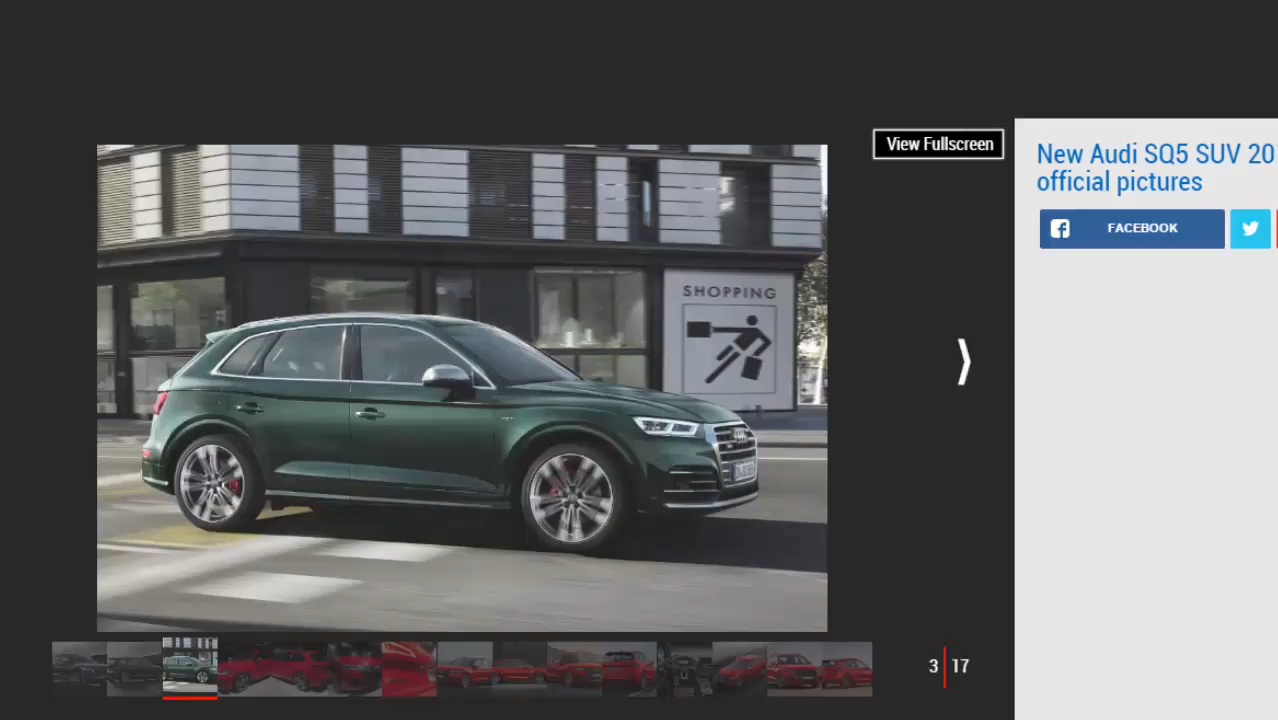 View Fullscreen
New Audi SQ5 SUV 20
official pictures
FACEBOOK
SHOPPING
3 17